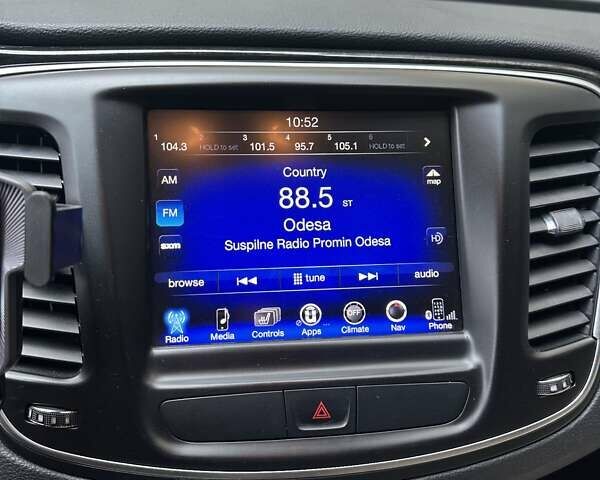 10:52
1 2 3 4 5 6
104.3 HOLD to set 101.5 95.7 105.1 HOLD to set
Country
AM
88.5 ST
map
FM
Odesa
sxm
Suspilne Radio Promin Odesa
HD
browse tune audio
OFF
Radio Media Controls Apps Climate Nav Phone